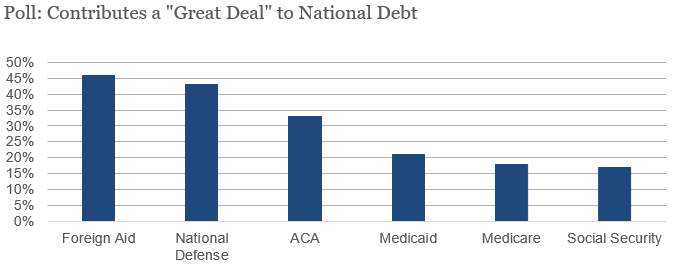 Poll: Contributes a "Great Deal" to National Debt
50%
45%
40%
35%
30%
25%
20%
15%
10%
5%
0%
Foreign Aid
National
Defense
ACA
Medicaid
Medicare
Social Security